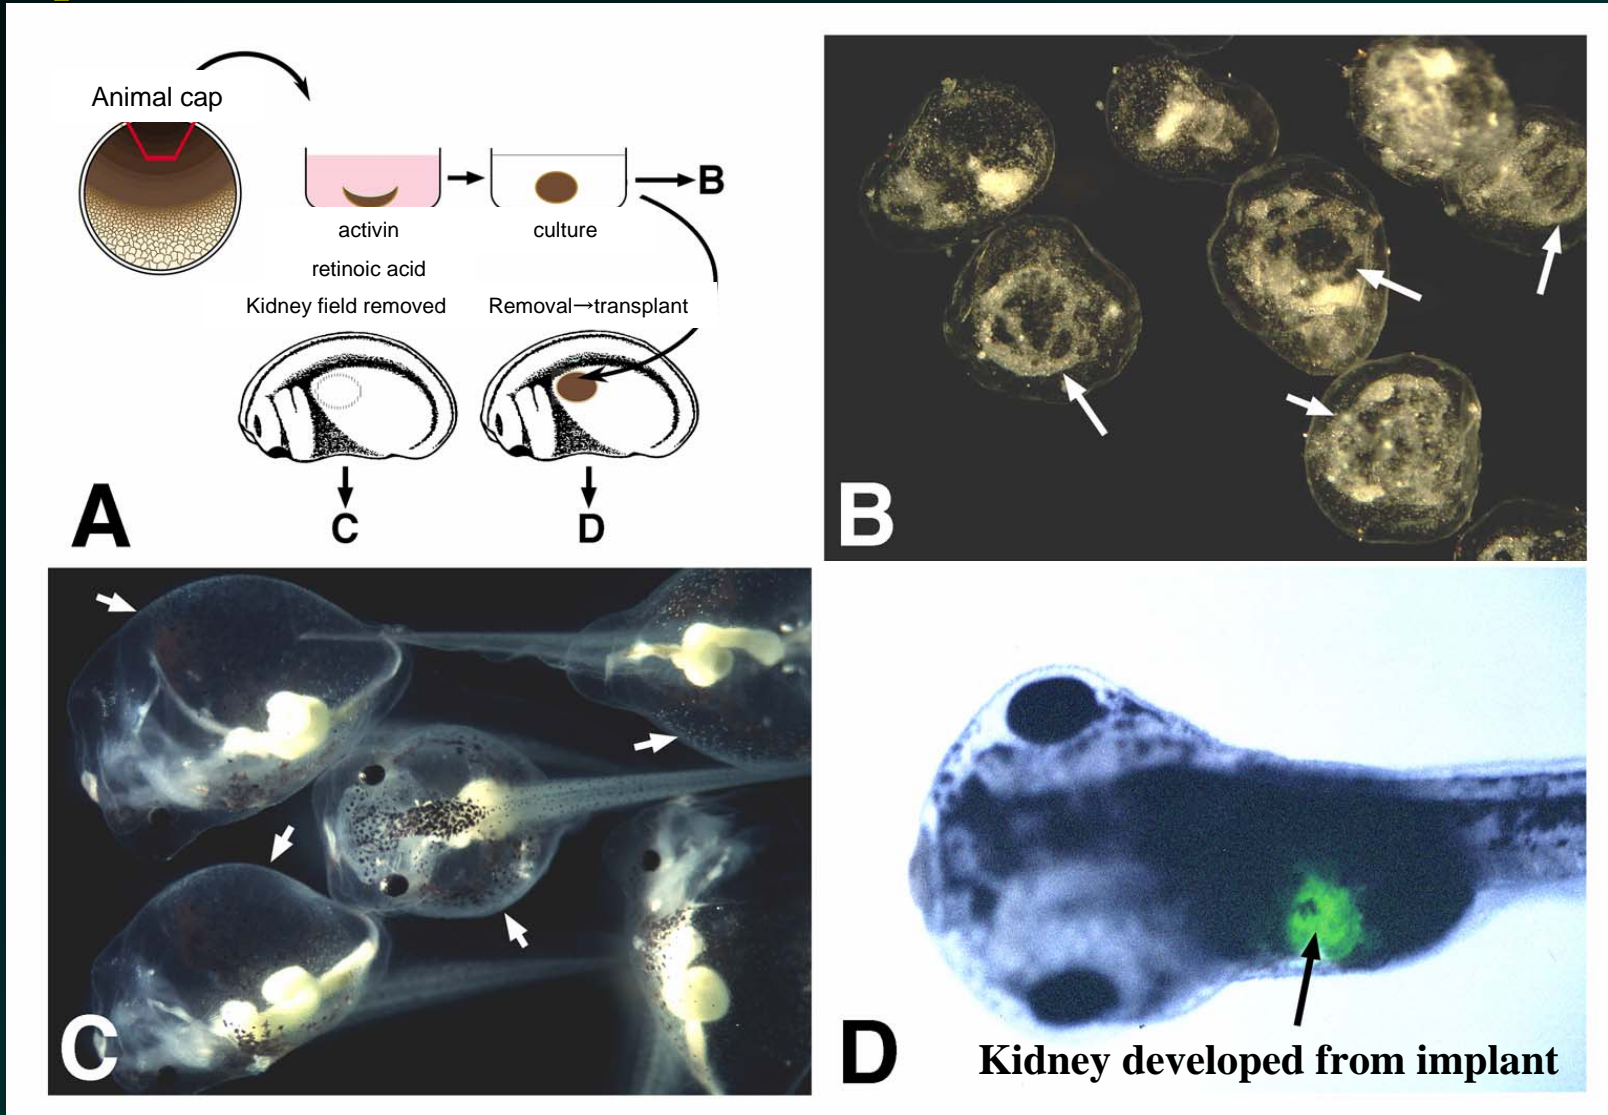 Animal cap
B
activin
culture
retinoic acid
Kidney field removed
Removal→transplant
A
C
D
B
C
D
Kidney developed from implant